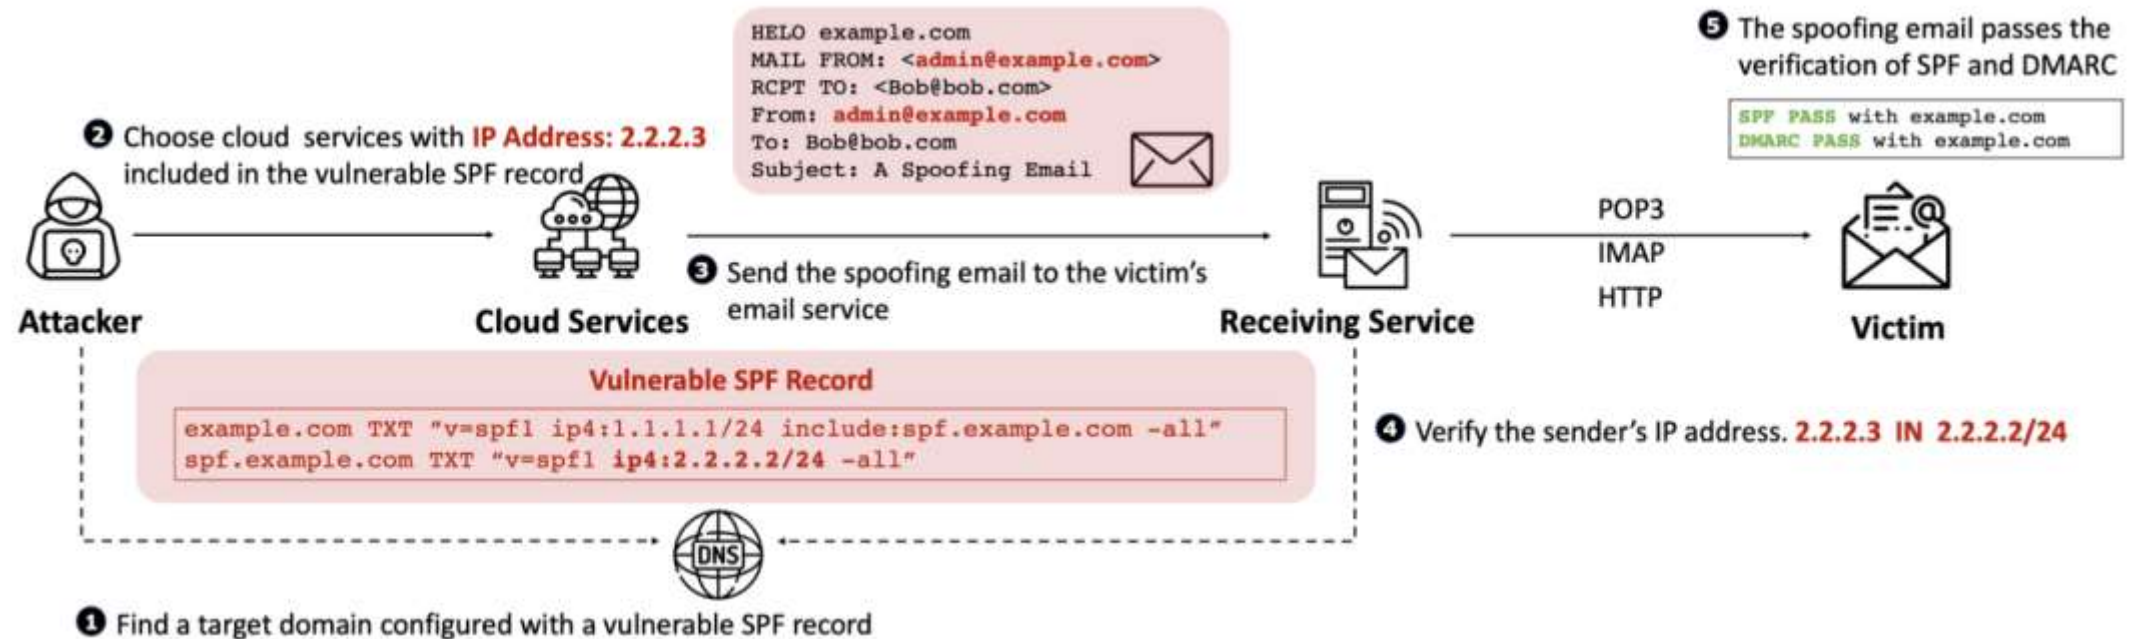 HELO example.com
MAIL FROM: <admin@example.com>
RCPT TO: <Bob@bob.com>
From: admin@example.com
To: Bob@bob.com
Subject: A Spoofing Email
❺ The spoofing email passes the
verification of SPF and DMARC
SPF PASS with example.com
DMARC PASS with example.com
❷ Choose cloud services with IP Address: 2.2.2.3
included in the vulnerable SPF record
POP3
IMAP
HTTP
❸ Send the spoofing email to the victim's
email service
Attacker
Cloud Services
Receiving Service
Victim
Vulnerable SPF Record
example.com TXT "v=spf1 ip4:1.1.1.1/24 include:spf.example.com -all"
spf.example.com TXT "v=spf1 ip4:2.2.2.2/24 -all"
❹ Verify the sender's IP address. 2.2.2.3 IN 2.2.2.2/24
DNS
❶ Find a target domain configured with a vulnerable SPF record